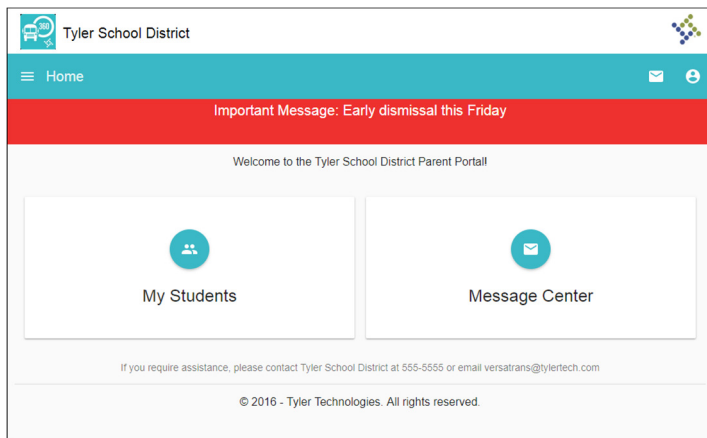 360
Tyler School District
Home
Important Message: Early dismissal this Friday
Welcome to the Tyler School District Parent Portal!
My Students
Message Center
If you require assistance, please contact Tyler School District at 555-5555 or email versatrans@tylertech.com
© 2016 - Tyler Technologies. All rights reserved.